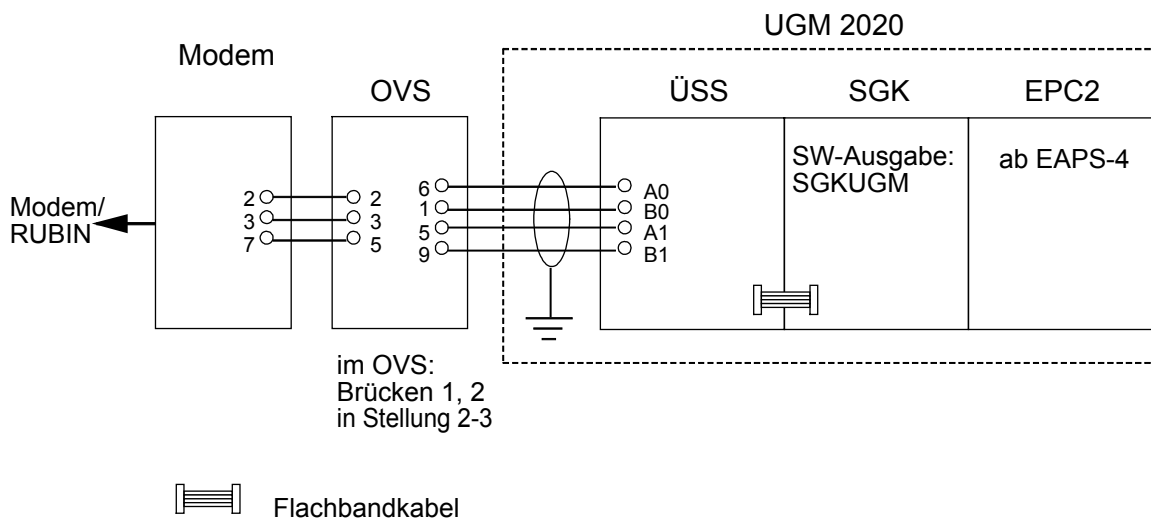 UGM 2020
Modem
OVS
ÜSS
SGK
EPC2
SW-Ausgabe:
SGKUGM
ab EAPS-4
Modem/
RUBIN
2
3
7
2
3
5
6
1
5
9
A0
B0
A1
B1
im OVS:
Brücken 1, 2
in Stellung 2-3
Flachbandkabel